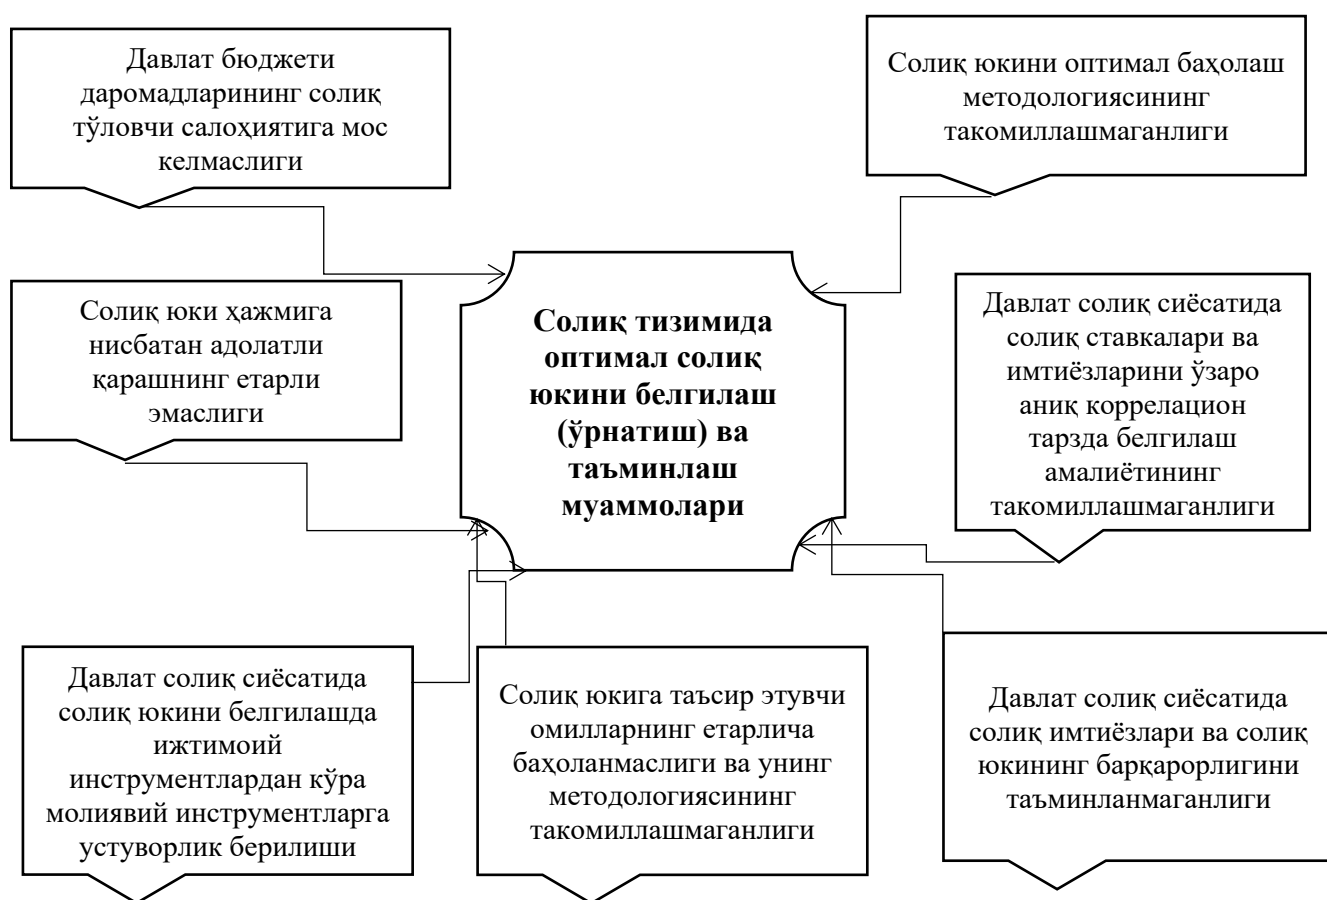 Давлат бюджети
даромадларининг солиқ
тўловчи салоҳиятига мос
келмаслиги
Солиқ юкини оптимал баҳолаш
методологиясининг
такомиллашмаганлиги
Солиқ юки ҳажмига
нисбатан адолатли
қарашнинг етарли
эмаслиги
Солиқ тизимида
оптимал солиқ
юкини белгилаш
(ўрнатиш) ва
таъминлаш
муаммолари
Давлат солиқ сиёсатида
солиқ ставкалари ва
имтиёзларини ўзаро
аниқ коррелацион
тарзда белгилаш
амалиётининг
такомиллашмаганлиги
Давлат солиқ сиёсатида
солиқ юкини белгилашда
ижтимоий
инструментлардан кўра
молиявий инструментларга
устуворлик берилиши
Солиқ юкига таъсир этувчи
омилларнинг етарлича
баҳоланмаслиги ва унинг
методологиясининг
такомиллашмаганлиги
Давлат солиқ сиёсатида
солиқ имтиёзлари ва солиқ
юкининг барқарорлигини
таъминланмаганлиги